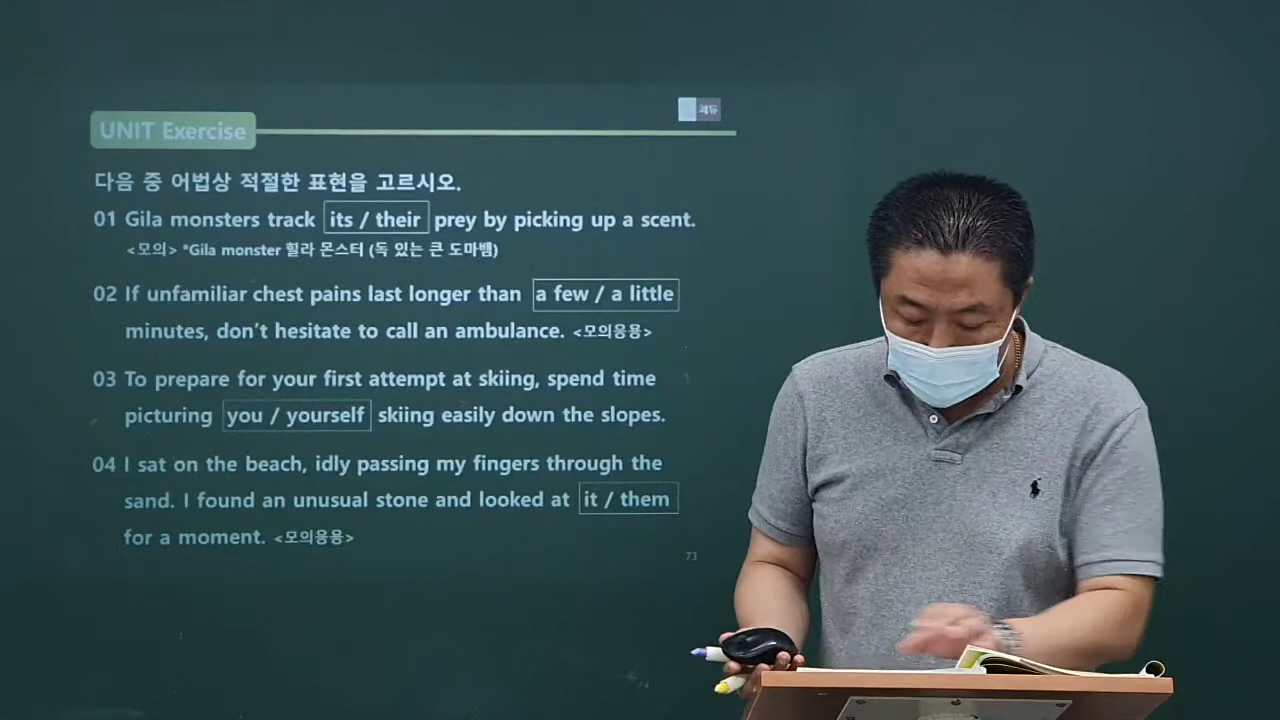 에듀
UNIT Exercise
다음 중 어법상 적절한 표현을 고르시오.
01 Gila monsters track its / their prey by picking up a scent.
<모의> *Gila monster 힐라 몬스터 (독 있는 큰 도마뱀)
02 If unfamiliar chest pains last longer than a few / a little
minutes, don't hesitate to call an ambulance. <모의응용>
03 To prepare for your first attempt at skiing, spend time
picturing you / yourself skiing easily down the slopes.
04 I sat on the beach, idly passing my fingers through the
sand. I found an unusual stone and looked at it / them
for a moment. <모의응용>
73